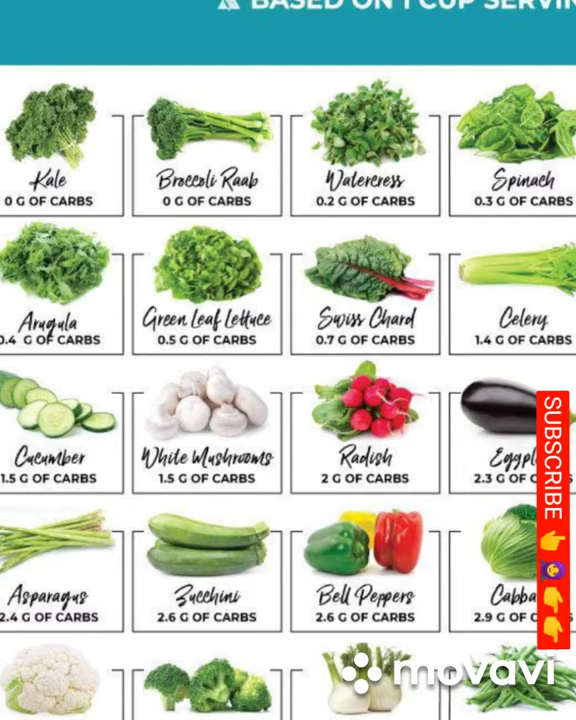 BASED ON 1 CUP SERVIN
Kale
0 G OF CARBS
Broccoli Raab
0 G OF CARBS
Watercress
0.2 G OF CARBS
Spinach
0.3 G OF CARBS
Arugula
0.4 G OF CARBS
Green Leaf Lettuce
0.5 G OF CARBS
Swiss Chard
0.7 G OF CARBS
Celery
1.4 G OF CARBS
Cucumber
1.5 G OF CARBS
White Mushrooms
1.5 G OF CARBS
Radish
2 G OF CARBS
Eggpl
2.3 G OF C
Asparagus
2.4 G OF CARBS
Zucchini
2.6 G OF CARBS
Bell Peppers
2.6 G OF CARBS
Cabba
2.9 G OF CARBS
SUBSCRIBE
movavi